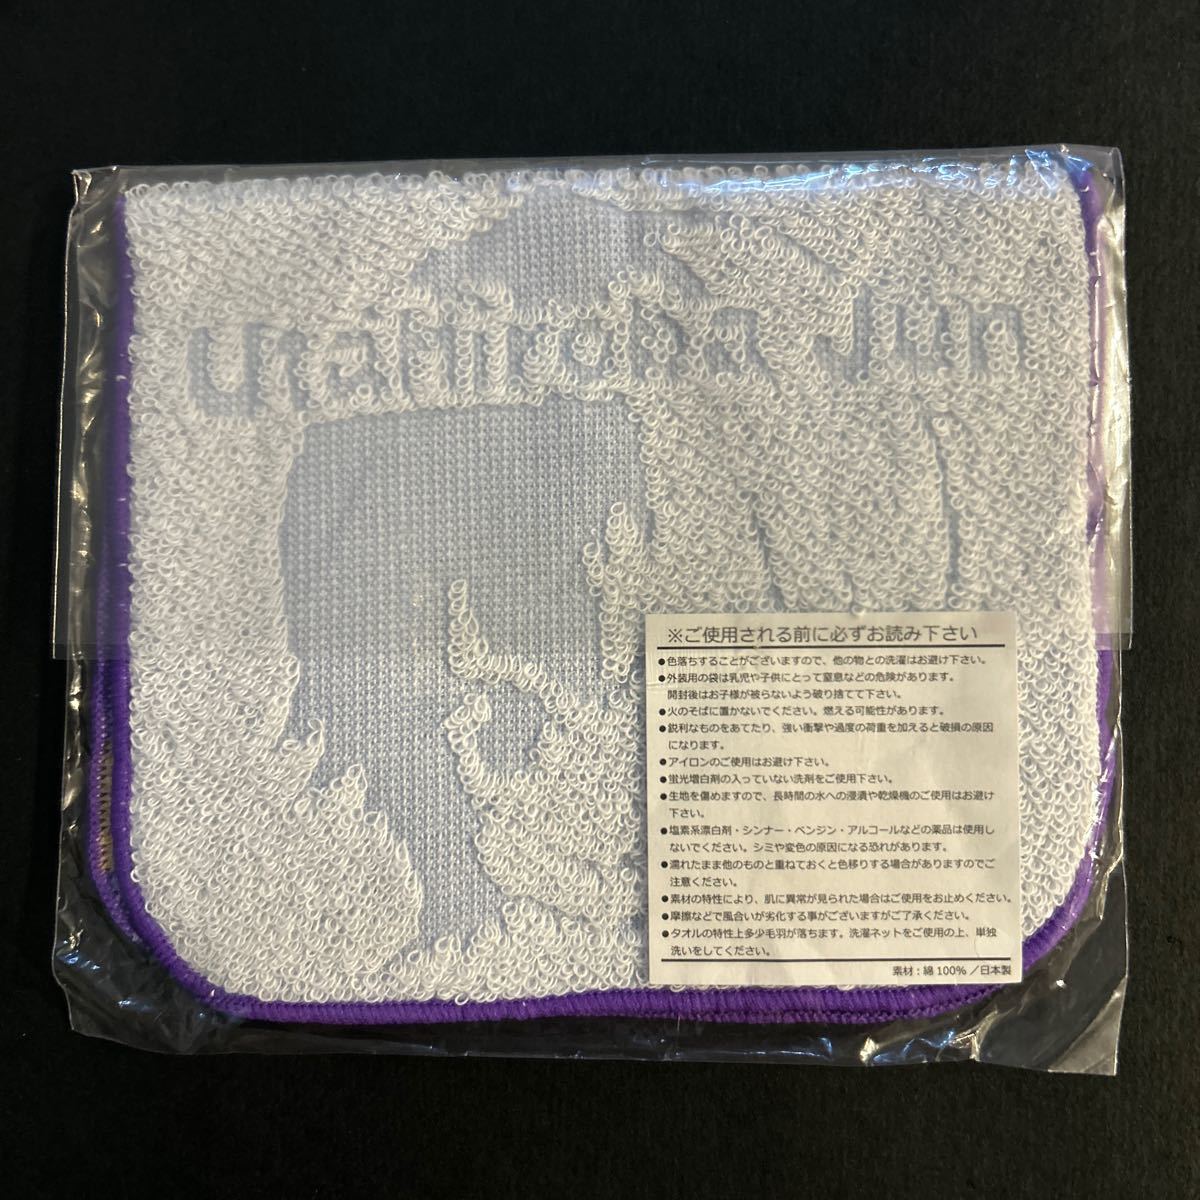 Urahiroba Jun
※ご使用される前に必ずお読み下さい
●色落ちすることがございますので、他の物との洗濯はお避け下さい。
●外装用の袋は乳児や子供にとって窒息などの危険があります。
開封後はお子様が被らないよう破り捨てて下さい。
●火のそばに置かないでください。燃える可能性があります。
●鋭利なものをあてたり、強い衝撃や過度の荷重を加えると破損の原因
になります。
●アイロンのご使用はお避け下さい。
●蛍光増白剤の入っていない洗剤をご使用下さい。
●生地を傷めますので、長時間の水への浸漬や乾燥機のご使用はお避け
下さい。
●塩素系漂白剤・シンナー・ベンジン・アルコールなどの薬品は使用し
ないでください。シミや変色の原因になる恐れがあります。
●濡れたまま他のものと重ねておくと色移りする場合がありますのでご
注意ください。
●素材の特性により、肌に異常が見られた場合はご使用をお止めください。
●摩擦などで風合いが劣化する事がございますがご了承ください。
●タオルの特性上多少毛羽が落ちます。洗濯ネットをご使用の上、単独
洗いをしてください。
素材：綿 100％ ／日本製